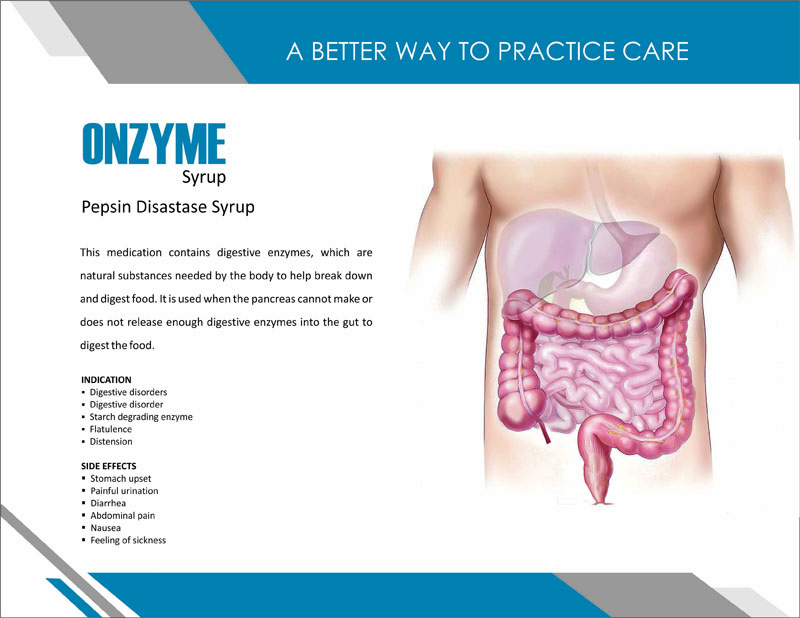 A BETTER WAY TO PRACTICE CARE
ONZYME
Syrup
Pepsin Disastase Syrup
This medication contains digestive enzymes, which are
natural substances needed by the body to help break down
and digest food. It is used when the pancreas cannot make or
does not release enough digestive enzymes into the gut to
digest the food.
INDICATION
▪ Digestive disorders
▪ Digestive disorder
▪ Starch degrading enzyme
▪ Flatulence
▪ Distension
SIDE EFFECTS
▪ Stomach upset
▪ Painful urination
▪ Diarrhea
▪ Abdominal pain
▪ Nausea
▪ Feeling of sickness